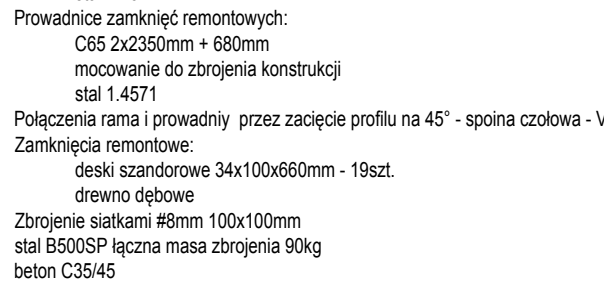 Prowadnice zamknięć remontowych:
C65 2x2350mm + 680mm
mocowanie do zbrojenia konstrukcji
stal 1.4571
Połączenia rama i prowadniy przez zacięcie profilu na 45° - spoina czołowa - V
Zamknięcia remontowe:
deski szandorowe 34x100x660mm - 19szt.
drewno dębowe
Zbrojenie siatkami #8mm 100x100mm
stal B500SP łączna masa zbrojenia 90kg
beton C35/45